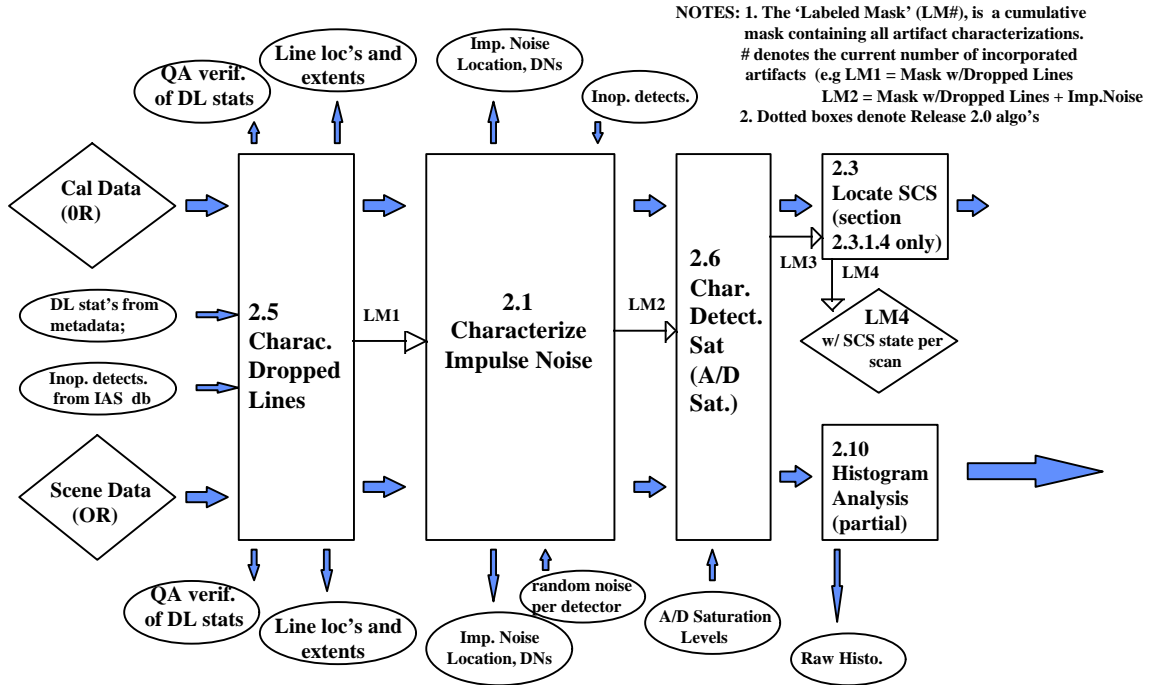 NOTES: 1. The ‘Labeled Mask’ (LM#), is a cumulative
mask containing all artifact characterizations.
# denotes the current number of incorporated
artifacts (e.g LM1 = Mask w/Dropped Lines
LM2 = Mask w/Dropped Lines + Imp.Noise
2. Dotted boxes denote Release 2.0 algo’s
QA verif.
of DL stats
Line loc’s and
extents
Imp. Noise
Location, DNs
Inop. detects.
Cal Data
(0R)
DL stat’s from
metadata;
Inop. detects.
from IAS db
Scene Data
(OR)
2.5
Charac.
Dropped
Lines
LM1
2.1
Characterize
Impulse Noise
LM2
2.6
Char.
Detect.
Sat
(A/D
Sat.)
LM3
2.3
Locate SCS
(section
2.3.1.4 only)
LM4
LM4
w/ SCS state per
scan
2.10
Histogram
Analysis
(partial)
QA verif.
of DL stats
Line loc’s and
extents
Imp. Noise
Location, DNs
random noise
per detector
A/D Saturation
Levels
Raw Histo.